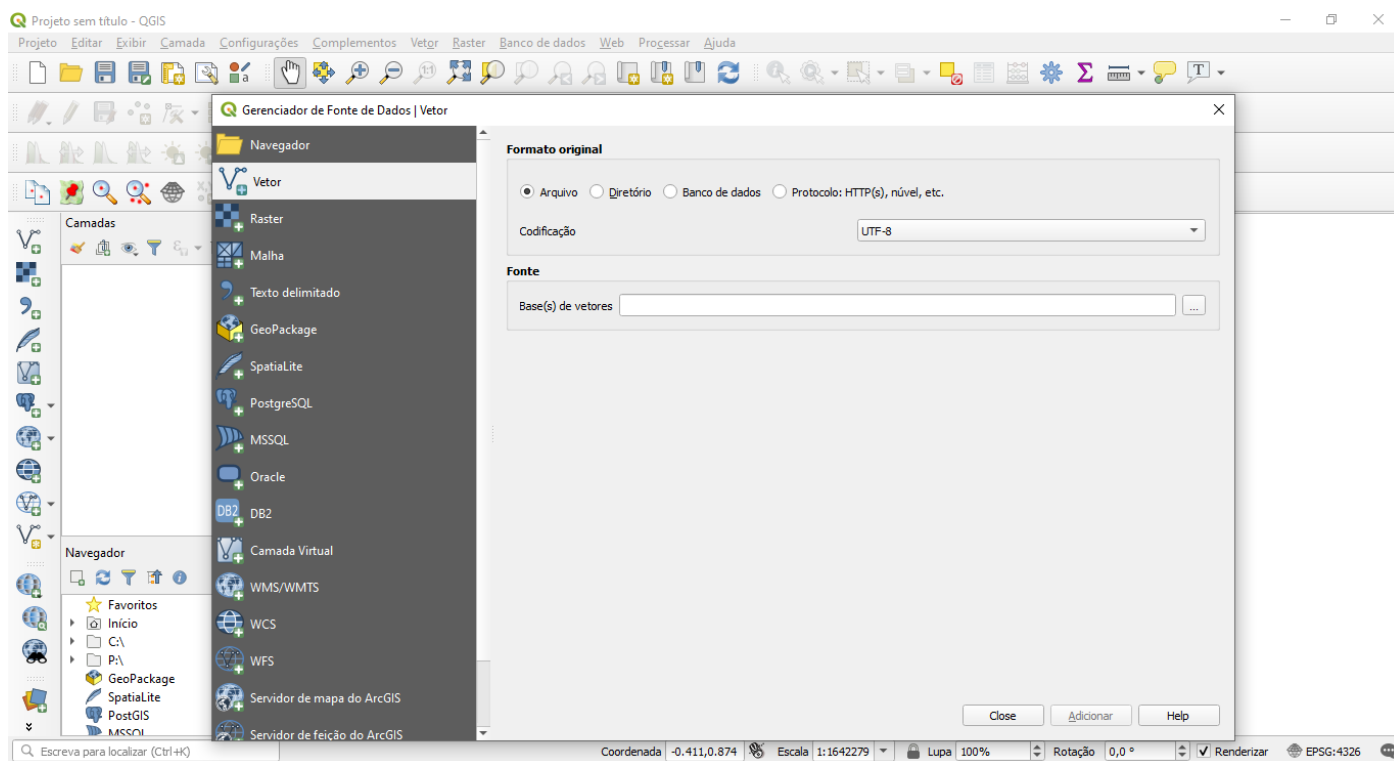 Projeto sem título - QGIS
Projeto Editar Exibir Camada Configurações Complementos Vetor Raster Banco de dados Web Processar Ajuda
Gerenciador de Fonte de Dados | Vetor
Navegador
Vetor
Raster
Malha
Texto delimitado
GeoPackage
SpatiaLite
PostgreSQL
MSSQL
Oracle
DB2
DB2
Camada Virtual
WMS/WMTS
WCS
WFS
Servidor de mapa do ArcGIS
Servidor de feição do ArcGIS
Formato original
Arquivo Diretório Banco de dados Protocolo: HTTP(s), núvel, etc.
Codificação UTF-8
Fonte
Base(s) de vetores ...
Close Adicionar Help
Camadas
Navegador
Favoritos
Início
C:\
P:\
GeoPackage
SpatiaLite
PostGIS
MSSQL
Escreva para localizar (Ctrl+K) Coordenada -0.411,0.874 Escala 1:1642279 Lupa 100% Rotação 0,0 ° Renderizar EPSG:4326